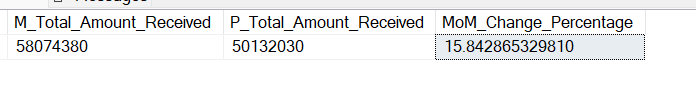 Messages
M_Total_Amount_Received P_Total_Amount_Received MoM_Change_Percentage
58074380 50132030 15.842865329810